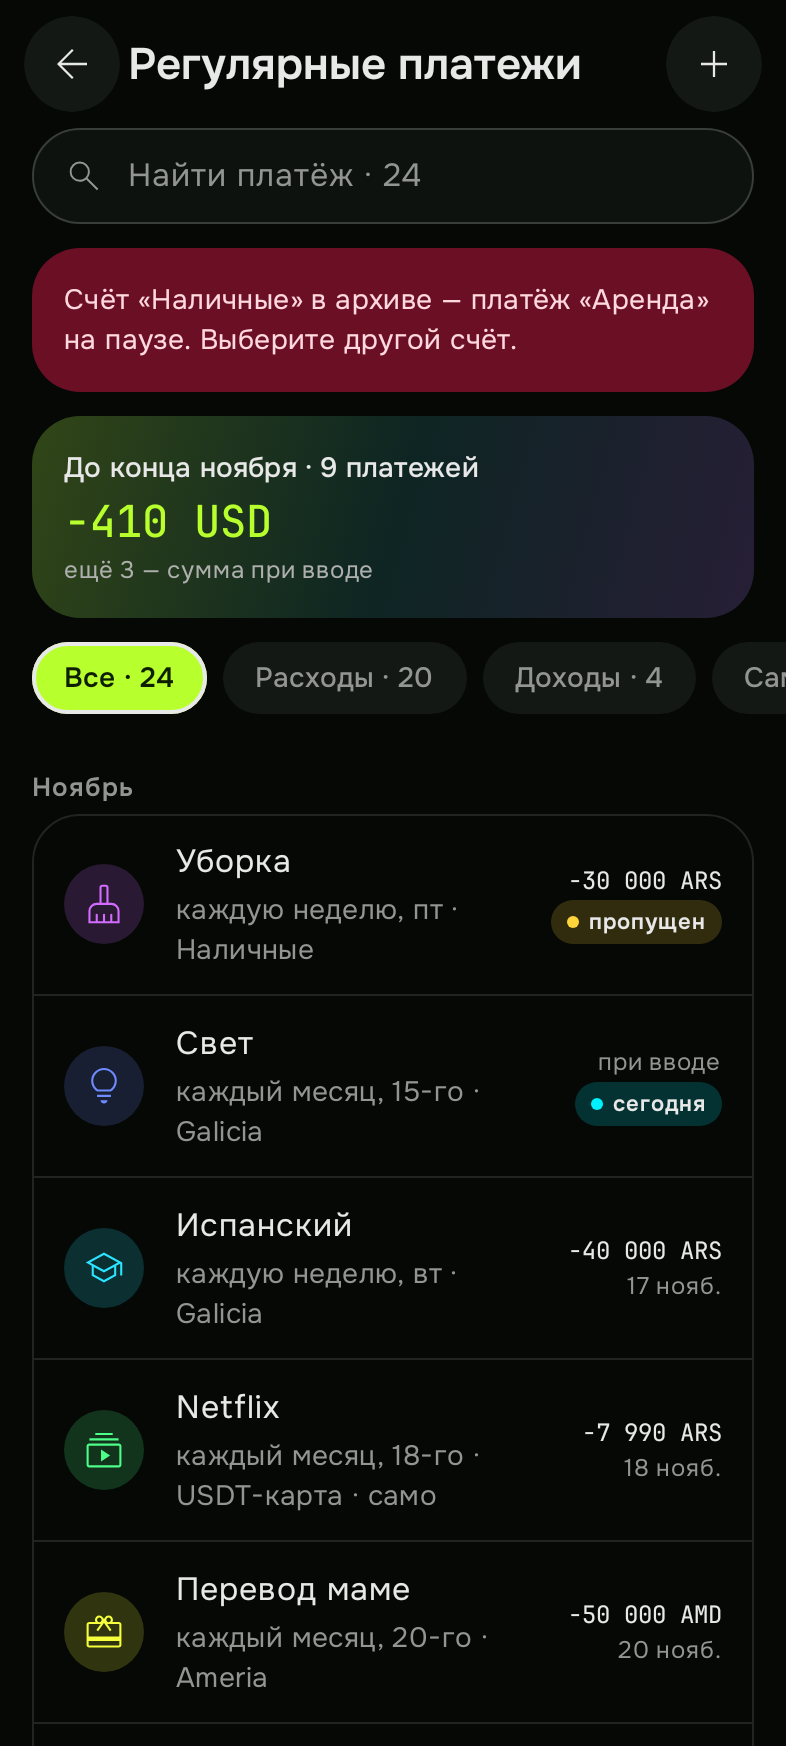 Регулярные платежи
Найти платёж · 24
Счёт «Наличные» в архиве — платёж «Аренда»
на паузе. Выберите другой счёт.
До конца ноября · 9 платежей
-410 USD
ещё 3 — сумма при вводе
Все · 24
Расходы · 20
Доходы · 4
Ноябрь
Уборка
каждую неделю, пт ·
Наличные
-30 000 ARS
пропущен
Свет
каждый месяц, 15-го ·
Galicia
при вводе
сегодня
Испанский
каждую неделю, вт ·
Galicia
-40 000 ARS
17 нояб.
Netflix
каждый месяц, 18-го ·
USDT-карта · само
-7 990 ARS
18 нояб.
Перевод маме
каждый месяц, 20-го ·
Ameria
-50 000 AMD
20 нояб.